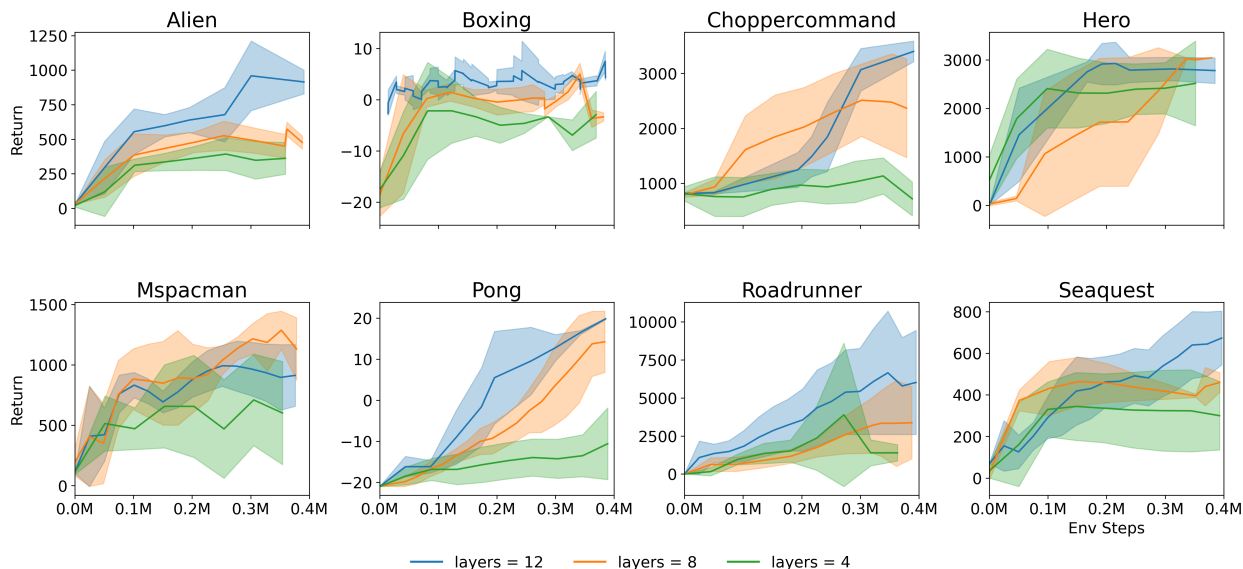 Alien
Boxing
Choppercommand
Hero
Return
1250
1000
750
500
250
0
10
0
−10
−20
3000
2000
1000
3000
2000
1000
0
Mspacman
Pong
Roadrunner
Seaquest
Return
1500
1000
500
0
20
10
0
−10
−20
10000
7500
5000
2500
0
800
600
400
200
0
0.0M 0.1M 0.2M 0.3M 0.4M
0.0M 0.1M 0.2M 0.3M 0.4M
0.0M 0.1M 0.2M 0.3M 0.4M
0.0M 0.1M 0.2M 0.3M 0.4M
Env Steps
layers = 12 layers = 8 layers = 4